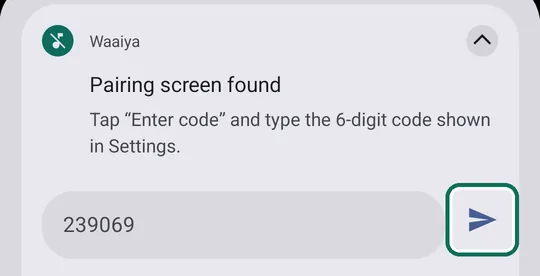 Waaiya
Pairing screen found
Tap “Enter code” and type the 6-digit code shown
in Settings.
239069